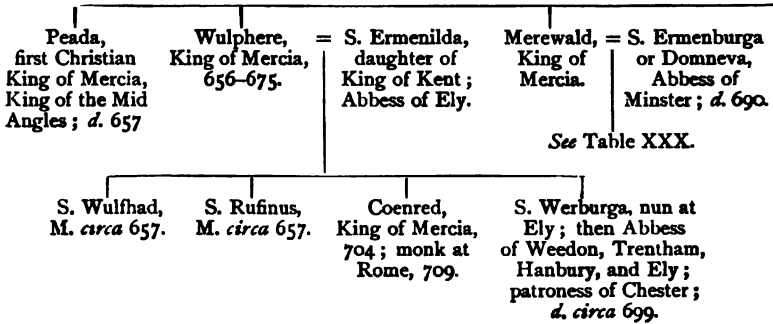 Peada,
first Christian
King of Mercia,
King of the Mid
Angles; d. 657
Wulphere,
King of Mercia,
656–675.
= S. Ermenilda,
daughter of
King of Kent;
Abbess of Ely.
Merewald,
King of
Mercia.
= S. Ermenburga
or Domneva,
Abbess of
Minster; d. 690.
See Table XXX.
S. Wulfhad,
M. circa 657.
S. Rufinus,
M. circa 657.
Coenred,
King of Mercia,
704; monk at
Rome, 709.
S. Werburga, nun at
Ely; then Abbess
of Weedon, Trentham,
Hanbury, and Ely;
patroness of Chester;
d. circa 699.